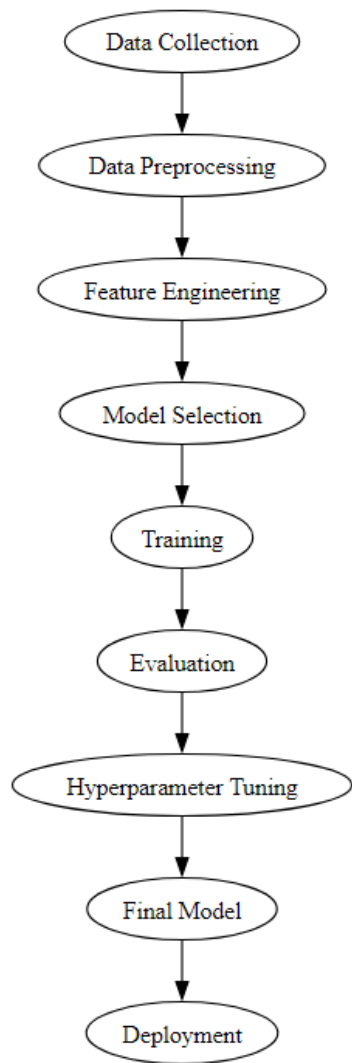 Data Collection
Data Preprocessing
Feature Engineering
Model Selection
Training
Evaluation
Hyperparameter Tuning
Final Model
Deployment